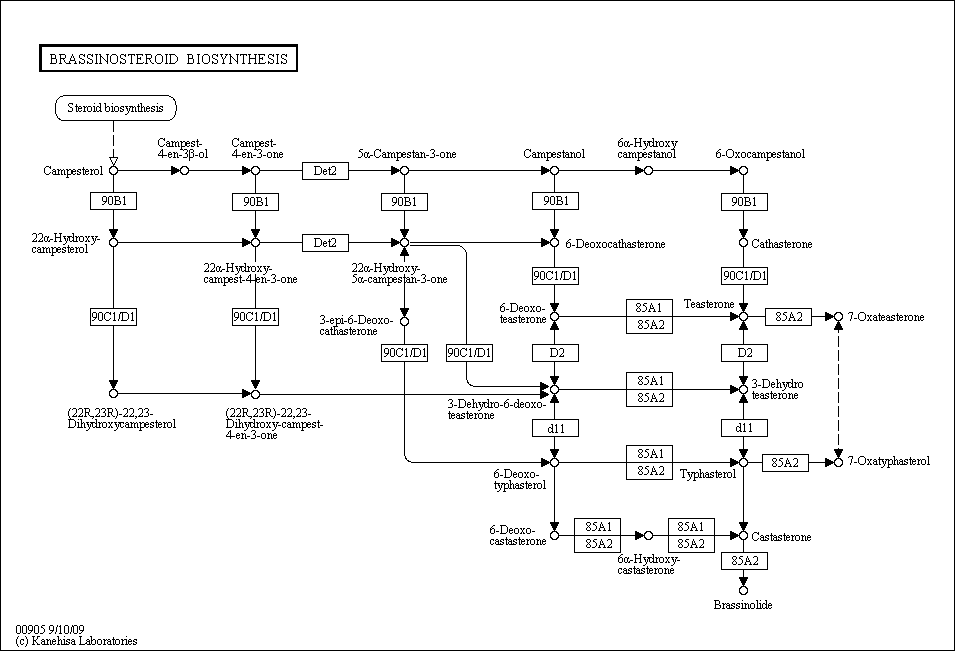 BRASSINOSTEROID BIOSYNTHESIS
Steroid biosynthesis
Campest-
4-en-3β-ol
Campest-
4-en-3-one
5α-Campestan-3-one
Campestanol
6α-Hydroxy
campestanol
6-Oxocampestanol
Campesterol
Det2
90B1
90B1
90B1
90B1
90B1
22α-Hydroxy-
campesterol
Det2
6-Deoxocathasterone
Cathasterone
22α-Hydroxy-
campest-4-en-3-one
22α-Hydroxy-
5α-campestan-3-one
90C1/D1
90C1/D1
90C1/D1
90C1/D1
3-epi-6-Deoxo-
cathasterone
6-Deoxo-
teasterone
85A1
85A2
Teasterone
85A2
7-Oxateasterone
90C1/D1
90C1/D1
D2
D2
85A1
85A2
3-Dehydro
teasterone
3-Dehydro-6-deoxo-
teasterone
(22R,23R)-22,23-
Dihydroxycampesterol
(22R,23R)-22,23-
Dihydroxy-campest-
4-en-3-one
d11
d11
85A1
85A2
6-Deoxo-
typhasterol
Typhasterol
85A2
7-Oxatyphasterol
6-Deoxo-
castasterone
85A1
85A2
85A1
85A2
6α-Hydroxy-
castasterone
Castasterone
85A2
Brassinolide
00905 9/10/09
(c) Kanehisa Laboratories